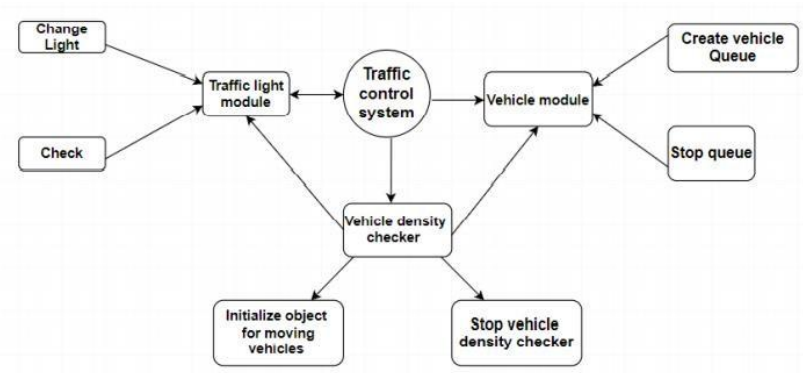 Change
Light
Traffic light
module
Traffic
control
system
Vehicle module
Create vehicle
Queue
Check
Stop queue
Vehicle density
checker
Initialize object
for moving
vehicles
Stop vehicle
density checker